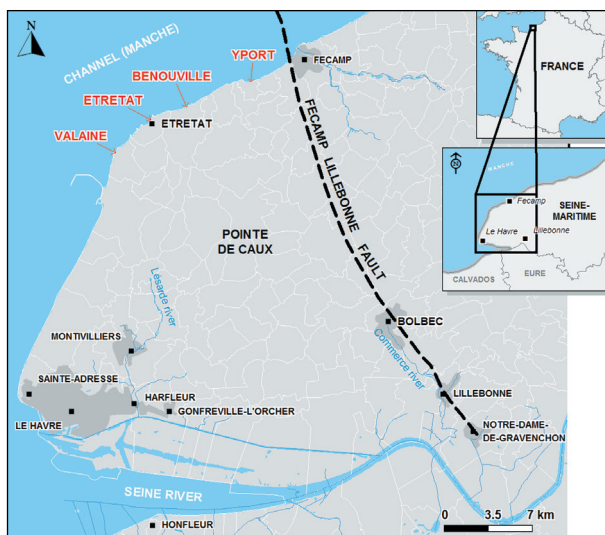 N
CHANNEL (MANCHE)
YPORT
BENOUVILLE
ETRETAT
VALAINE
FECAMP
ETRETAT
FECAMP LILLEBONNE FAULT
FRANCE
MANCHE
N
SEINE-
MARITIME
Fecamp
Le Havre
Lillebonne
CALVADOS
EURE
POINTE
DE CAUX
Lésarde river
MONTIVILLIERS
BOLBEC
Commerce river
SAINTE-ADRESSE
HARFLEUR
LE HAVRE
GONFREVILLE-L'ORCHER
LILLEBONNE
NOTRE-DAME-
DE-GRAVENCHON
SEINE RIVER
HONFLEUR
0 3.5 7 km